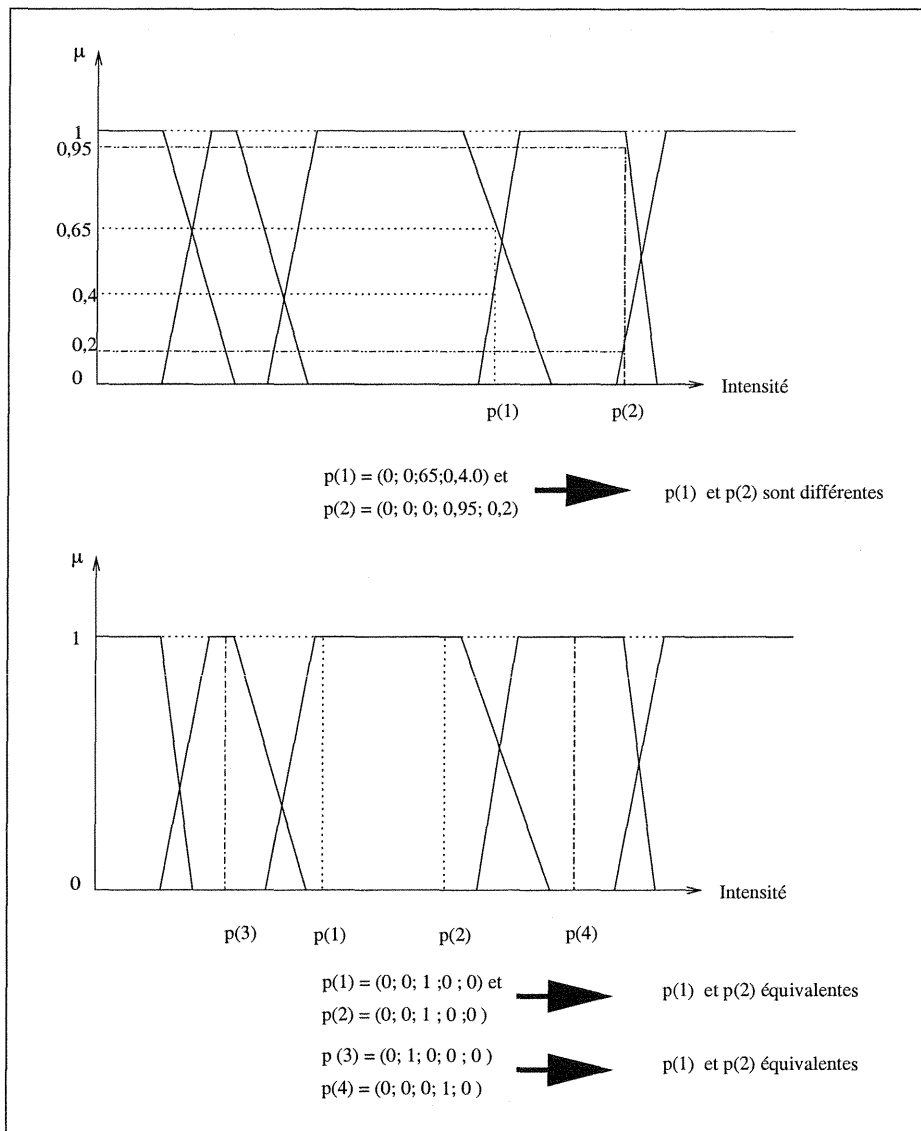 μ
1
0,95
0,65
0,4
0,2
0
Intensité
p(1) p(2)
p(1) = (0; 0;65;0,4.0) et
p(2) = (0; 0; 0; 0,95; 0,2)
p(1) et p(2) sont différentes
μ
1
0
Intensité
p(3) p(1) p(2) p(4)
p(1) = (0; 0; 1 ;0 ; 0) et
p(2) = (0; 0; 1 ; 0 ;0 )
p(1) et p(2) équivalentes
p (3) = (0; 1; 0; 0 ; 0 )
p(4) = (0; 0; 0; 1; 0 )
p(1) et p(2) équivalentes